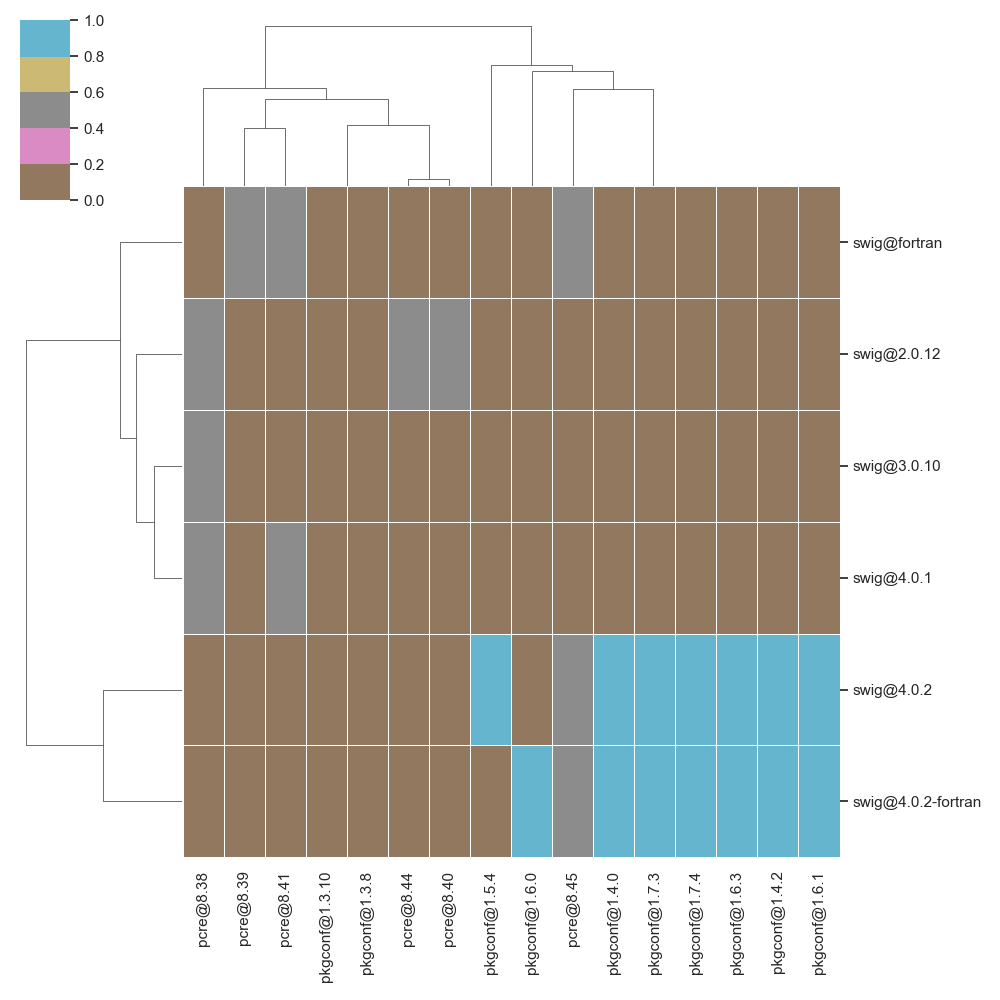 1.0
0.8
0.6
0.4
0.2
0.0
swig@fortran
swig@2.0.12
swig@3.0.10
swig@4.0.1
swig@4.0.2
swig@4.0.2-fortran
pcre@8.38
pcre@8.39
pcre@8.41
pkgconf@1.3.10
pkgconf@1.3.8
pcre@8.44
pcre@8.40
pkgconf@1.5.4
pkgconf@1.6.0
pcre@8.45
pkgconf@1.4.0
pkgconf@1.7.3
pkgconf@1.7.4
pkgconf@1.6.3
pkgconf@1.4.2
pkgconf@1.6.1